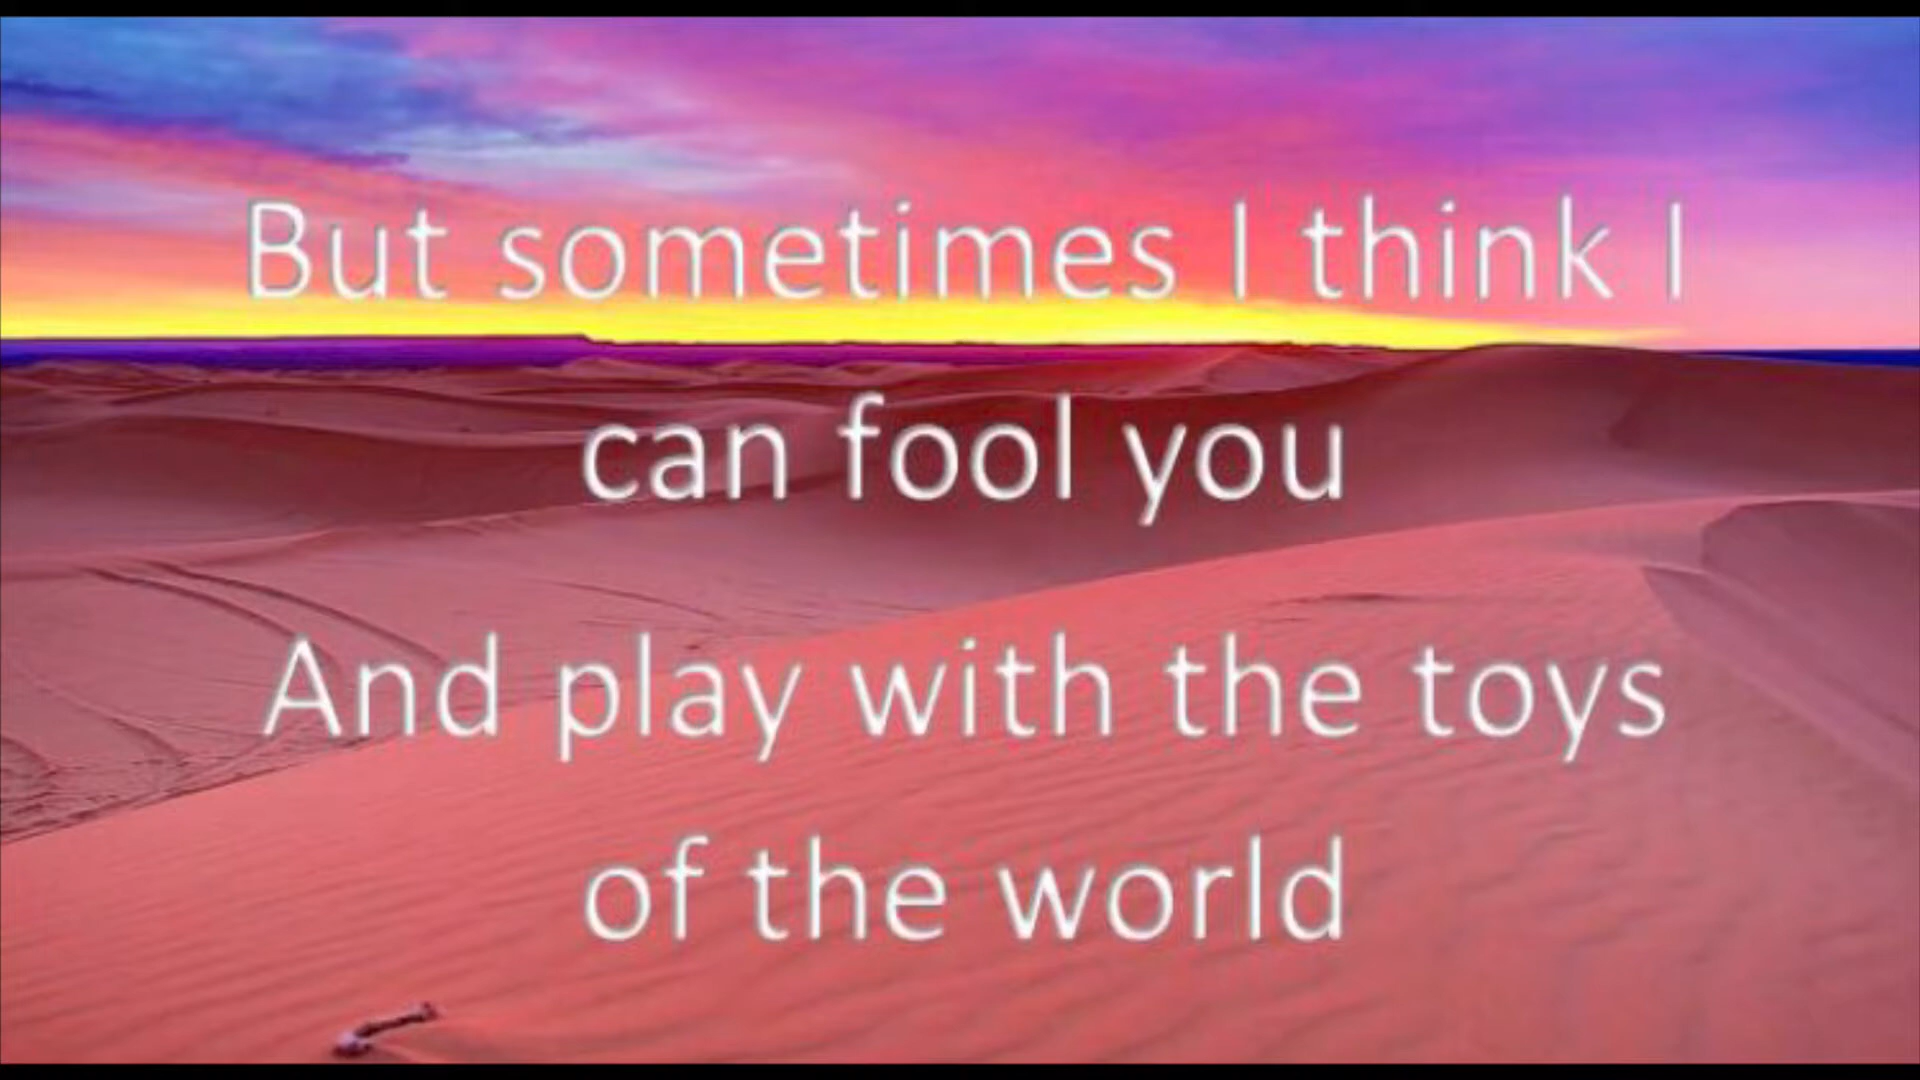 But sometimes I think I
can fool you
And play with the toys
of the world